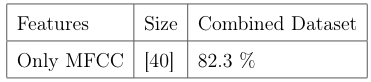 Features Size Combined Dataset
Only MFCC [40] 82.3 %